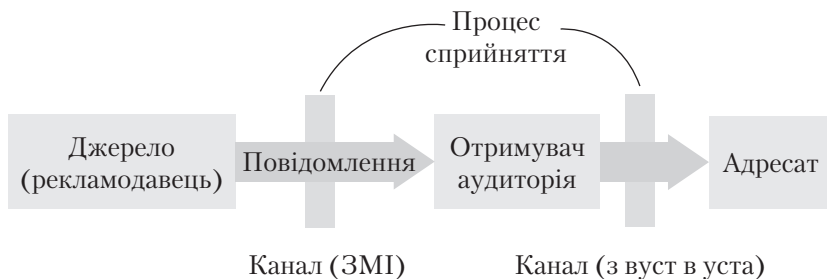 Процес
сприйняття
Джерело
(рекламодавець)
Повідомлення
Отримувач
аудиторія
Адресат
Канал (ЗМІ)
Канал (з вуст в уста)